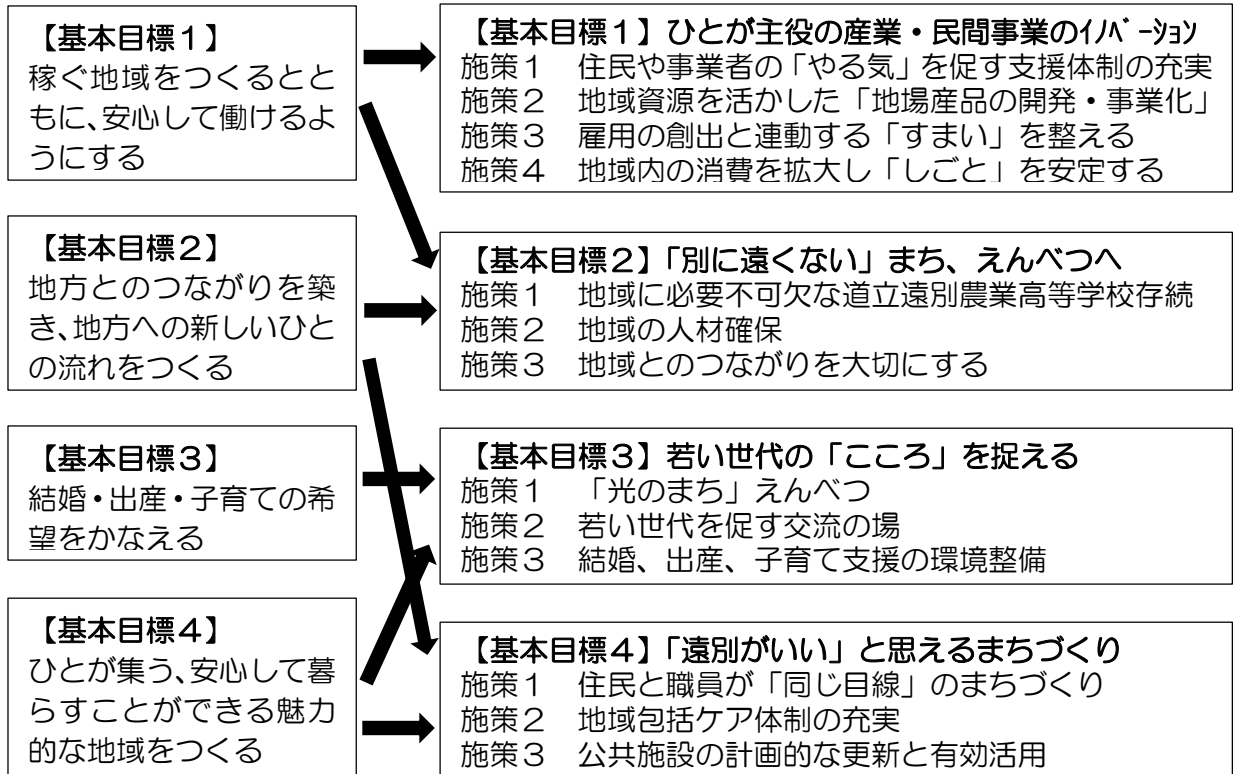 【基本目標１】
稼ぐ地域をつくるとと
もに、安心して働けるよ
うにする
【基本目標２】
地方とのつながりを築
き、地方への新しいひと
の流れをつくる
【基本目標３】
結婚・出産・子育ての希
望をかなえる
【基本目標４】
ひとが集う、安心して暮
らすことができる魅力
的な地域をつくる
【基本目標１】ひとが主役の産業・民間事業のｲﾉﾍﾞｰｼｮﾝ
施策１　住民や事業者の「やる気」を促す支援体制の充実
施策２　地域資源を活かした「地場産品の開発・事業化」
施策３　雇用の創出と連動する「すまい」を整える
施策４　地域内の消費を拡大し「しごと」を安定する
【基本目標２】「別に遠くない」まち、えんべつへ
施策１　地域に必要不可欠な道立遠別農業高等学校存続
施策２　地域の人材確保
施策３　地域とのつながりを大切にする
【基本目標３】若い世代の「こころ」を捉える
施策１　「光のまち」えんべつ
施策２　若い世代を促す交流の場
施策３　結婚、出産、子育て支援の環境整備
【基本目標４】「遠別がいい」と思えるまちづくり
施策１　住民と職員が「同じ目線」のまちづくり
施策２　地域包括ケア体制の充実
施策３　公共施設の計画的な更新と有効活用